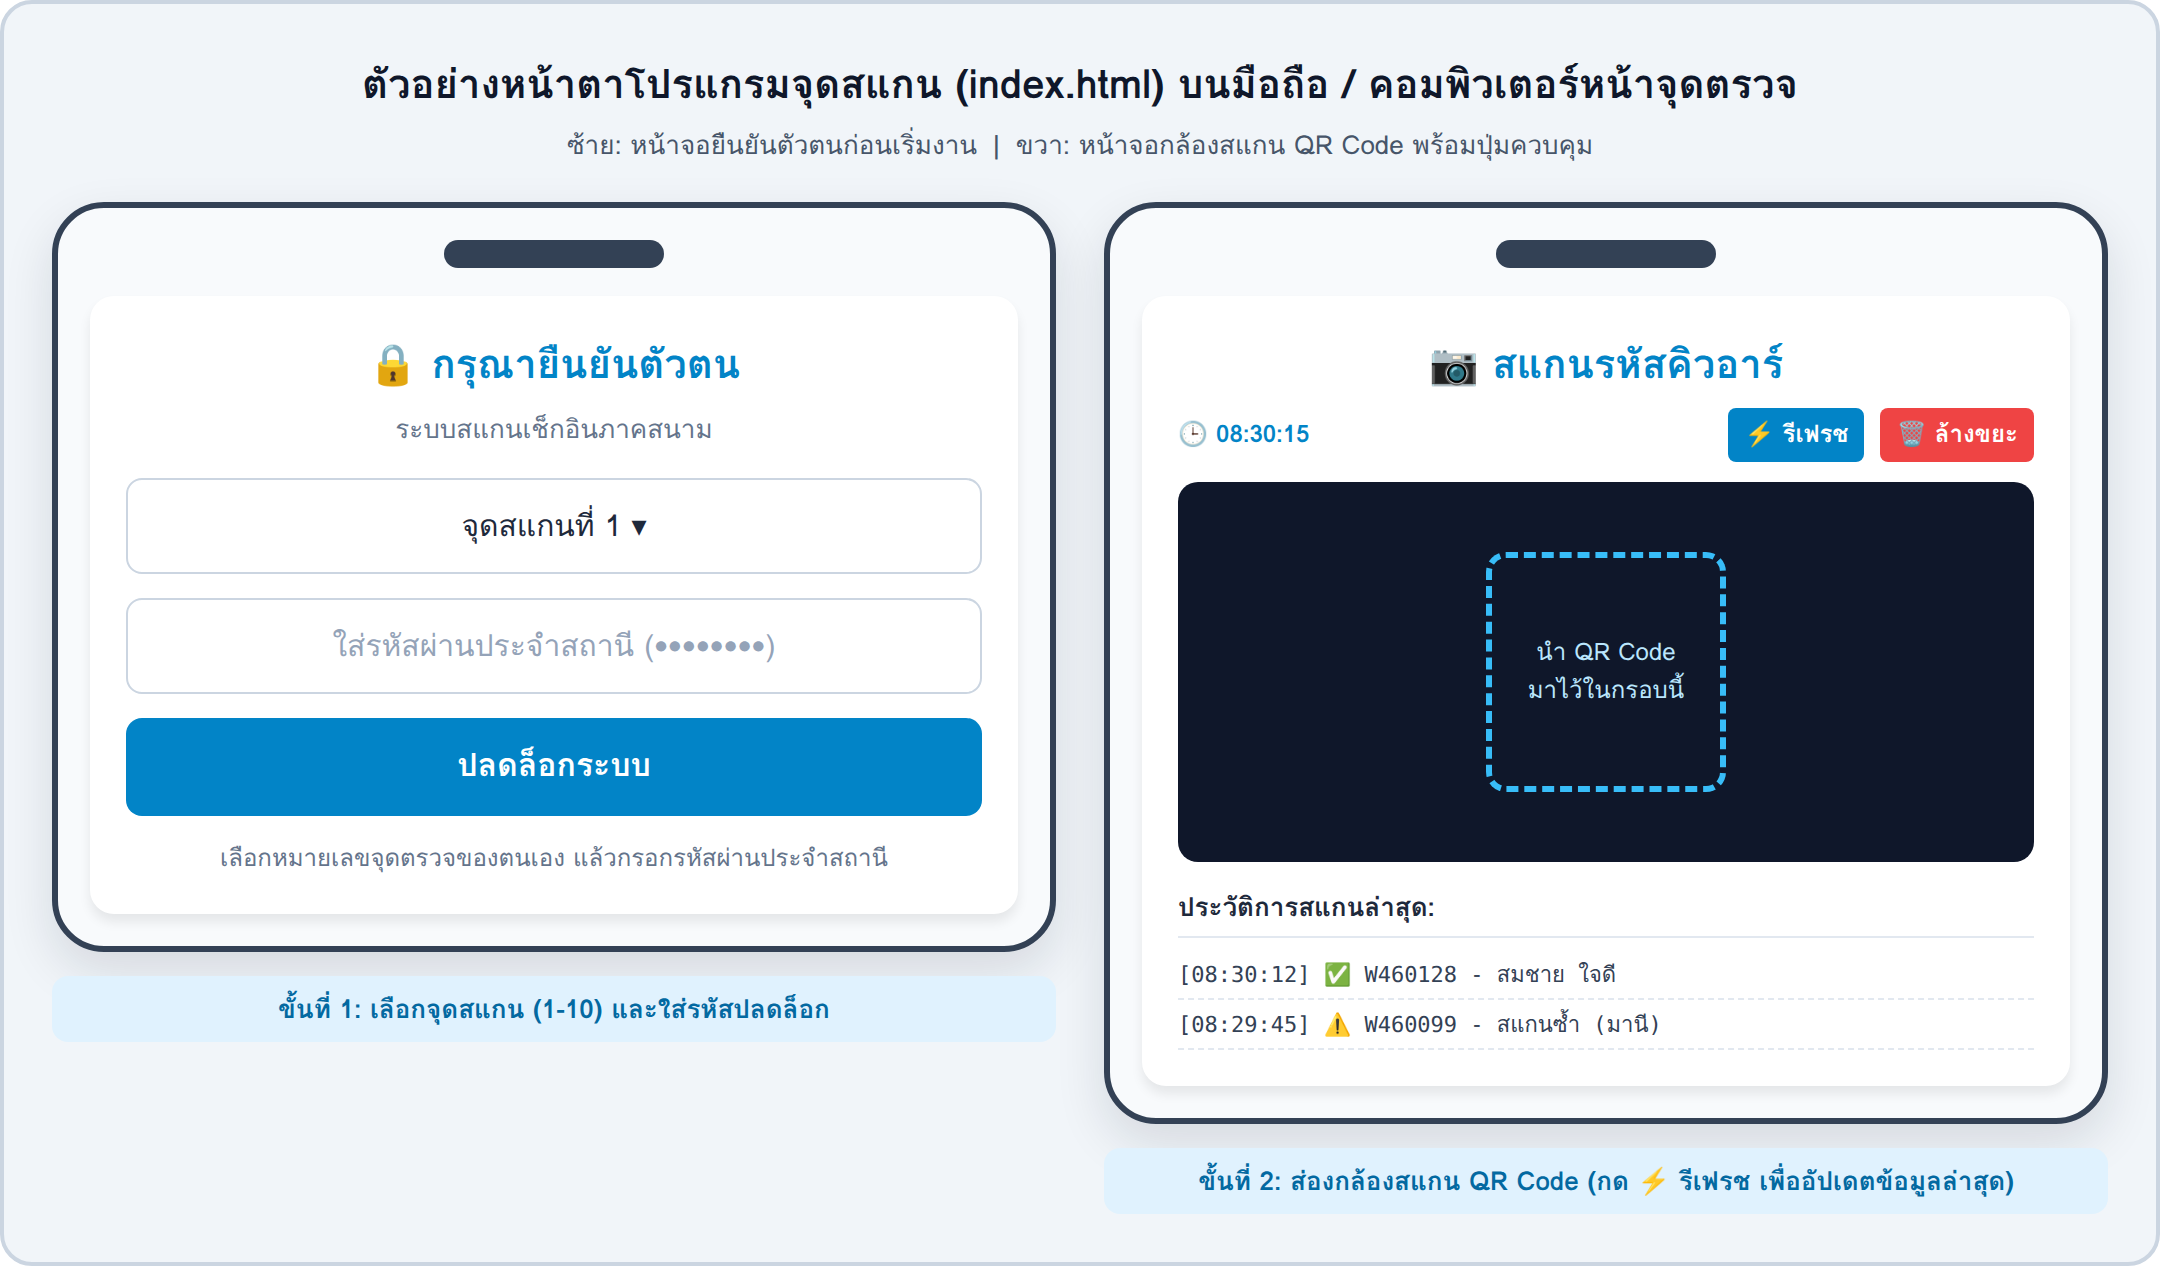 ตัวอย่างหน้าตาโปรแกรมจุดสแกน (index.html) บนมือถือ / คอมพิวเตอร์หน้าจุดตรวจ
ซ้าย: หน้าจอยืนยันตัวตนก่อนเริ่มงาน | ขวา: หน้าจอกล้องสแกน QR Code พร้อมปุ่มควบคุม
🔒 กรุณายืนยันตัวตน
ระบบสแกนเช็กอินภาคสนาม
จุดสแกนที่ 1 ▾
ใส่รหัสผ่านประจำสถานี (••••••••)
ปลดล็อกระบบ
เลือกหมายเลขจุดตรวจของตนเอง แล้วกรอกรหัสผ่านประจำสถานี
ขั้นที่ 1: เลือกจุดสแกน (1-10) และใส่รหัสปลดล็อก
📷 สแกนรหัสคิวอาร์
🕒 08:30:15
⚡ รีเฟรช
🗑️ ล้างขยะ
นำ QR Code
มาไว้ในกรอบนี้
ประวัติการสแกนล่าสุด:
[08:30:12] ✅ W460128 - สมชาย ใจดี
[08:29:45] ⚠️ W460099 - สแกนซ้ำ (มานี)
ขั้นที่ 2: ส่องกล้องสแกน QR Code (กด ⚡ รีเฟรช เพื่ออัปเดตข้อมูลล่าสุด)